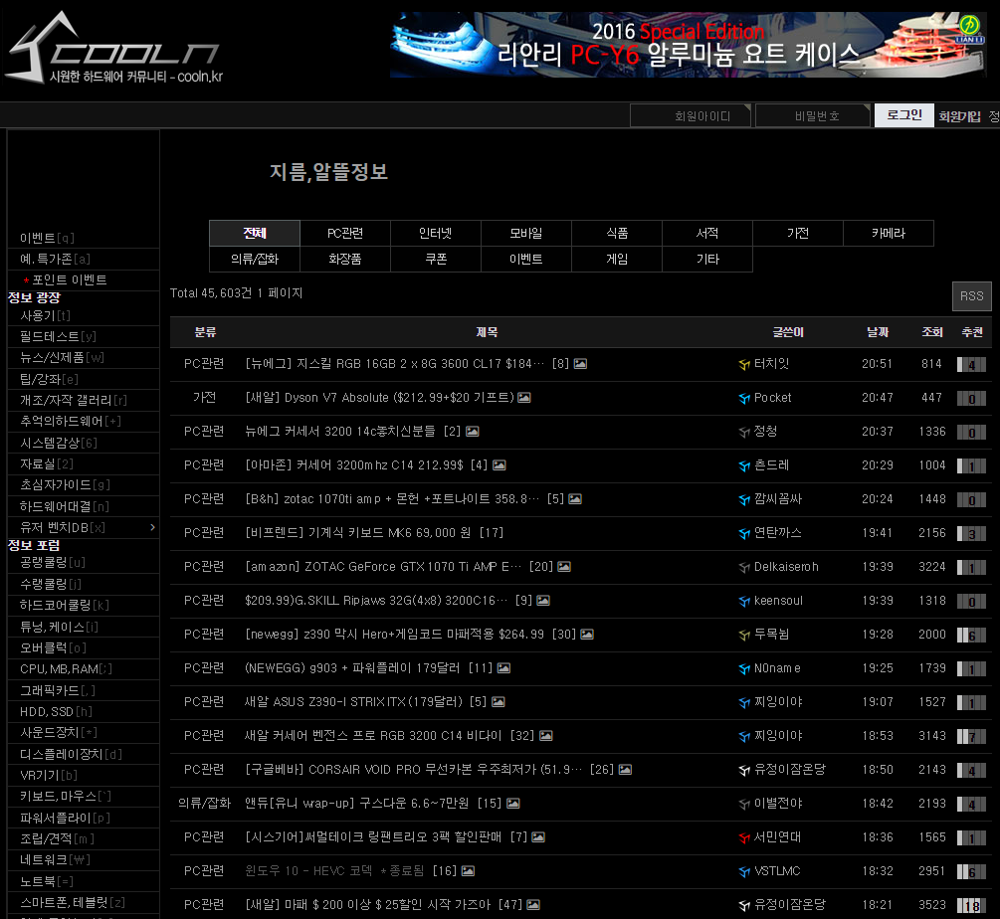 COOLN
시원한 하드웨어 커뮤니티 - cooln.kr
2016 Special Edition
리안리 PC-Y6 알루미늄 요트 케이스
LIAN LI
회원아이디 비밀번호 로그인 회원가입 정
지름,알뜰정보
이벤트[q]
예.특가존[a]
* 포인트 이벤트
정보 광장
사용기[t]
필드테스트[y]
뉴스/신제품[w]
팁/강좌[e]
개조/자작 갤러리[r]
추억의하드웨어[+]
시스템감상[6]
자료실[2]
초심자가이드[g]
하드웨어대결[n]
유저 벤치DB[x] >
정보 포럼
공랭쿨링[u]
수랭쿨링[j]
하드코어쿨링[k]
튜닝,케이스[i]
오버클럭[o]
CPU,MB,RAM[;]
그래픽카드[,]
HDD,SSD[h]
사운드장치[*]
디스플레이장치[d]
VR기기[b]
키보드,마우스[`]
파워서플라이[p]
조립/견적[m]
네트워크[₩]
노트북[=]
스마트폰,테블릿[z]
전체 PC관련 인터넷 모바일 식품 서적 가전 카메라
의류/잡화 화장품 쿠폰 이벤트 게임 기타
Total 45,603건 1 페이지
RSS
분류 제목 글쓴이 날짜 조회 추천
PC관련 [뉴에그] 지스킬 RGB 16GB 2 x 8G 3600 CL17 $184… [8] 터치잇 20:51 814 4
가전 [새알] Dyson V7 Absolute ($212.99+$20 기프트) Pocket 20:47 447 0
PC관련 뉴에그 커세서 3200 14c놓치신분들 [2] 정청 20:37 1336 0
PC관련 [아마존] 커세어 3200mhz C14 212.99$ [4] 츤드레 20:29 1004 1
PC관련 [B&h] zotac 1070ti amp + 몬헌 +포트나이트 358.8… [5] 깜씨꼼싸 20:24 1448 0
PC관련 [비프렌드] 기계식 키보드 MK6 69,000 원 [17] 연탄까스 19:41 2156 3
PC관련 [amazon] ZOTAC GeForce GTX 1070 Ti AMP E… [20] Delkaiseroh 19:39 3224 1
PC관련 $209.99)G.SKILL Ripjaws 32G(4x8) 3200C16… [9] keensoul 19:39 1318 0
PC관련 [newegg] z390 막시 Hero+게임코드 마패적용 $264.99 [30] 두목뵘 19:28 2000 6
PC관련 (NEWEGG) g903 + 파워플레이 179달러 [11] N0name 19:25 1739 1
PC관련 새알 ASUS Z390-I STRIX ITX (179달러) [5] 찌잉이야 19:07 1527 1
PC관련 새알 커세어 벤전스 프로 RGB 3200 C14 비다이 [32] 찌잉이야 18:53 3143 7
PC관련 [구글베바] CORSAIR VOID PRO 무선카본 우주최저가 (51.9… [26] 유정이잠온당 18:50 2143 4
의류/잡화 앤듀[유니 wrap-up] 구스다운 6.6~7만원 [15] 이별전야 18:42 2193 4
PC관련 [시스기어]써멀테이크 링팬트리오 3팩 할인판매 [7] 서민연대 18:36 1565 1
PC관련 윈도우 10 - HEVC 코덱 *종료됨 [16] VSTLMC 18:32 2951 6
PC관련 [새알] 마패 $200 이상 $25할인 시작 가즈아 [47] 유정이잠온당 18:21 3523 18